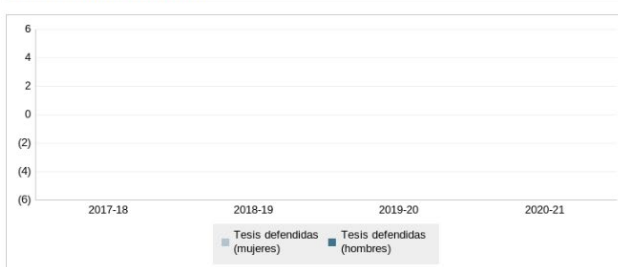 6
4
2
0
(2)
(4)
(6)
2017-18 2018-19 2019-20 2020-21
Tesis defendidas Tesis defendidas
(mujeres) (hombres)